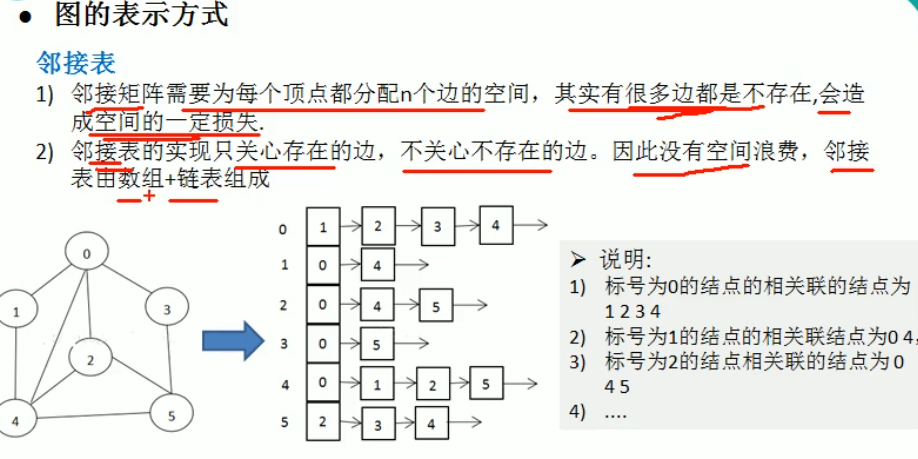 ● 图的表示方式
邻接表
1) 邻接矩阵需要为每个顶点都分配n个边的空间，其实有很多边都是不存在,会造
成空间的一定损失.
2) 邻接表的实现只关心存在的边，不关心不存在的边。因此没有空间浪费，邻接
表由数组+链表组成
+
0
1
3
2
4
5
0 1 2 3 4
1 0 4
2 0 4 5
3 0 5
4 0 1 2 5
5 2 3 4
➤ 说明:
1) 标号为0的结点的相关联的结点为
1 2 3 4
2) 标号为1的结点的相关联结点为0 4,
3) 标号为2的结点相关联的结点为 0
4 5
4) ....